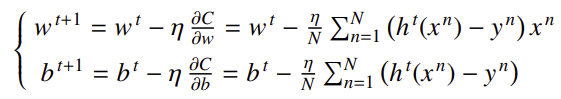 w^{t+1} = w^t − η ∂C/∂w = w^t − η/N ∑_{n=1}^{N} (h^t(x^n) − y^n) x^n
b^{t+1} = b^t − η ∂C/∂b = b^t − η/N ∑_{n=1}^{N} (h^t(x^n) − y^n)